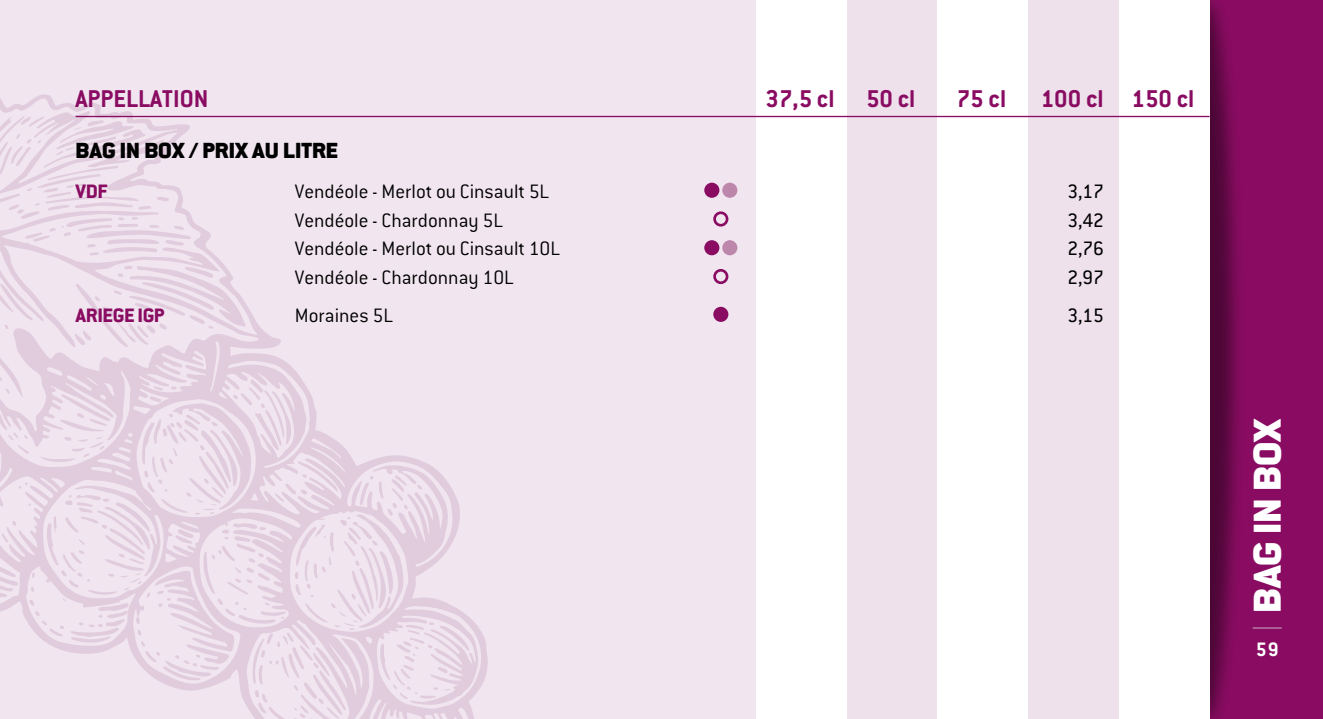 APPELLATION 37,5 cl 50 cl 75 cl 100 cl 150 cl
BAG IN BOX / PRIX AU LITRE
VDF Vendéole - Merlot ou Cinsault 5L 3,17
Vendéole - Chardonnay 5L 3,42
Vendéole - Merlot ou Cinsault 10L 2,76
Vendéole - Chardonnay 10L 2,97
ARIEGE IGP Moraines 5L 3,15
BAG IN BOX
59